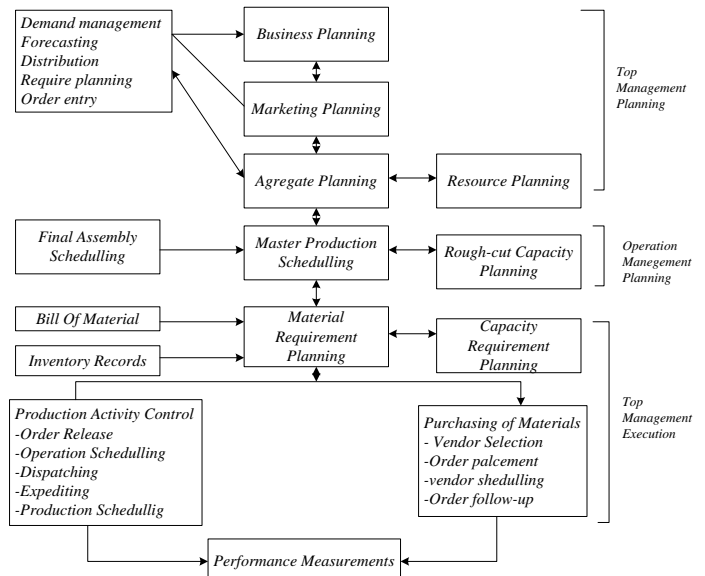 Demand management
Forecasting
Distribution
Require planning
Order entry
Business Planning
Marketing Planning
Agregate Planning
Resource Planning
Top
Management
Planning
Final Assembly
Schedulling
Master Production
Schedulling
Rough-cut Capacity
Planning
Operation
Manegement
Planning
Bill Of Material
Inventory Records
Material
Requirement
Planning
Capacity
Requirement
Planning
Production Activity Control
-Order Release
-Operation Schedulling
-Dispatching
-Expediting
-Production Schedullig
Purchasing of Materials
- Vendor Selection
-Order palcement
-vendor shedulling
-Order follow-up
Top
Management
Execution
Performance Measurements